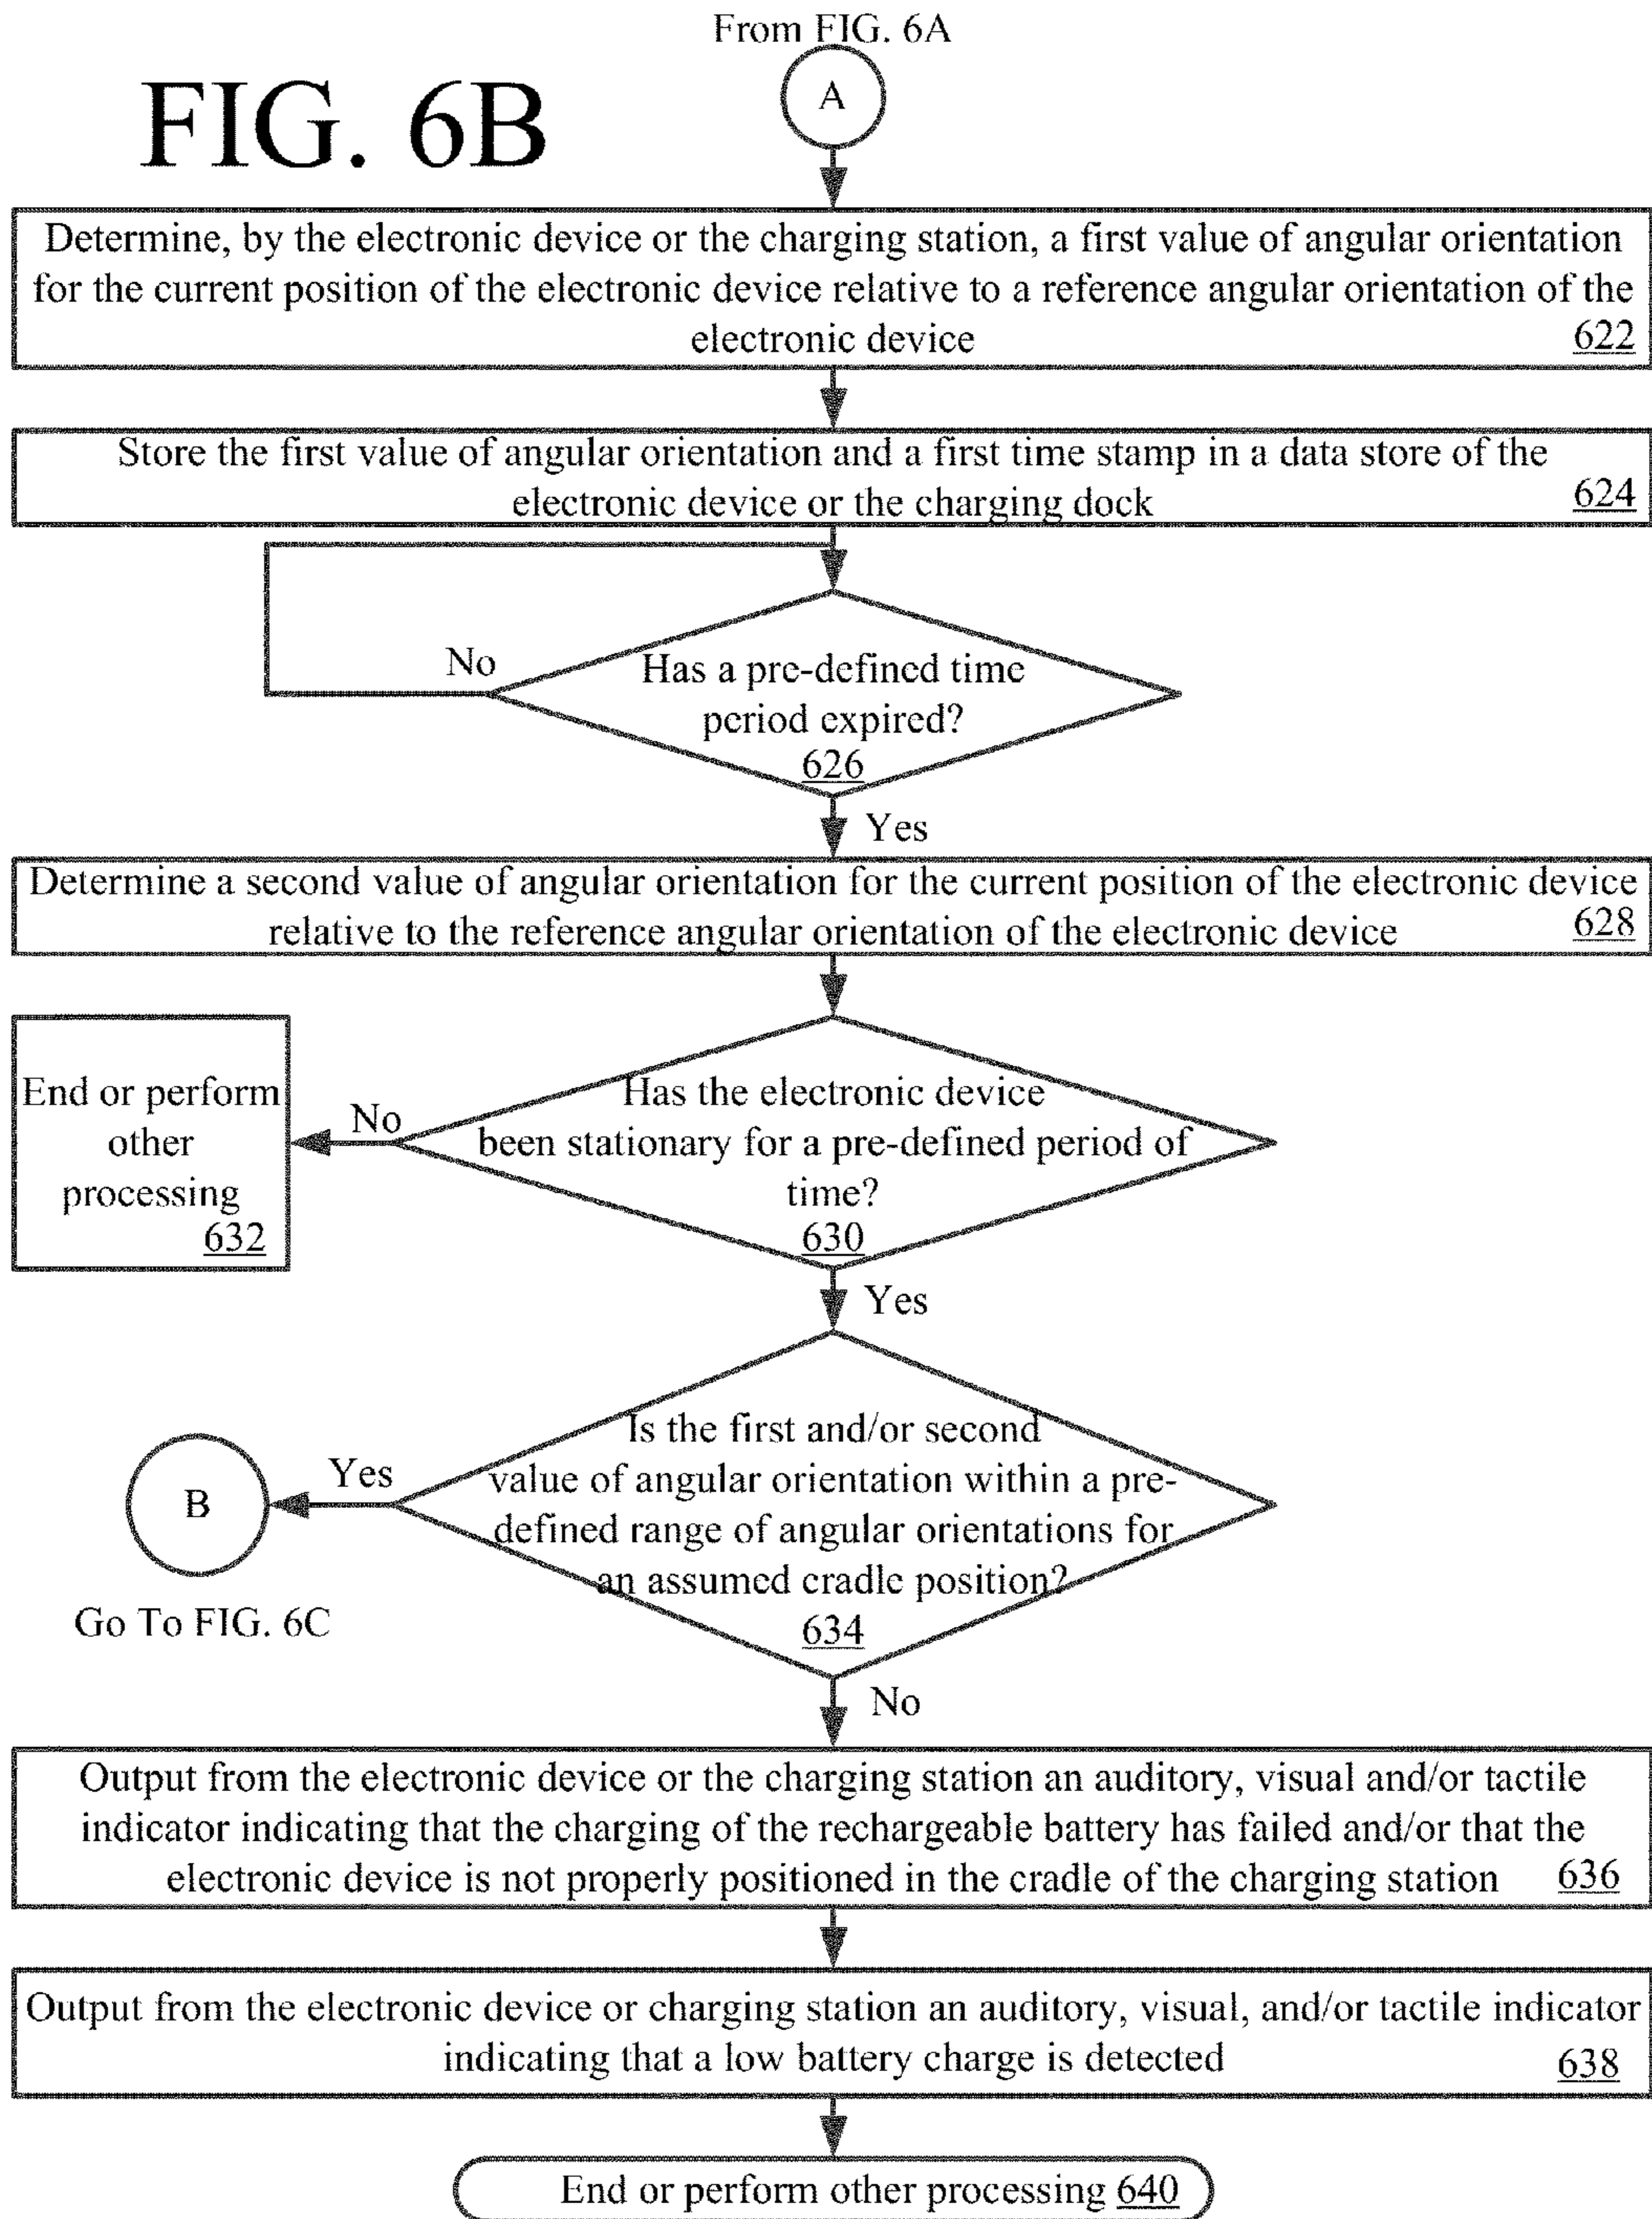 From FIG. 6A
FIG. 6B
A
Determine, by the electronic device or the charging station, a first value of angular orientation
for the current position of the electronic device relative to a reference angular orientation of the
electronic device 622
Store the first value of angular orientation and a first time stamp in a data store of the
electronic device or the charging dock 624
No
Has a pre-defined time
period expired?
626
Yes
Determine a second value of angular orientation for the current position of the electronic device
relative to the reference angular orientation of the electronic device 628
End or perform
other
processing
632
No
Has the electronic device
been stationary for a pre-defined period of
time?
630
Yes
B
Go To FIG. 6C
Yes
Is the first and/or second
value of angular orientation within a pre-
defined range of angular orientations for
an assumed cradle position?
634
No
Output from the electronic device or the charging station an auditory, visual and/or tactile
indicator indicating that the charging of the rechargeable battery has failed and/or that the
electronic device is not properly positioned in the cradle of the charging station 636
Output from the electronic device or charging station an auditory, visual, and/or tactile indicator
indicating that a low battery charge is detected 638
End or perform other processing 640